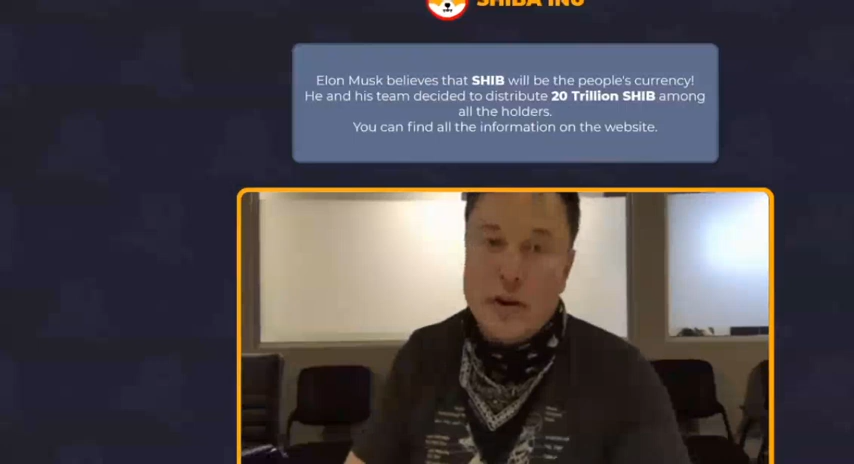 SHIBA INU
Elon Musk believes that SHIB will be the people's currency!
He and his team decided to distribute 20 Trillion SHIB among
all the holders.
You can find all the information on the website.